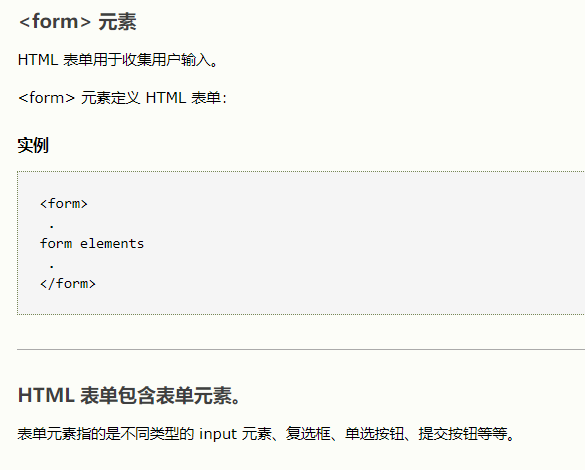 <form> 元素
HTML 表单用于收集用户输入。
<form> 元素定义 HTML 表单：
实例
<form>
.
form elements
.
</form>
HTML 表单包含表单元素。
表单元素指的是不同类型的 input 元素、复选框、单选按钮、提交按钮等等。